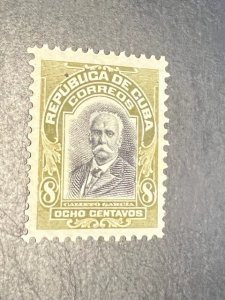 REPUBLICA DE CUBA
CORREOS
CALIXTO GARCIA
8 8
OCHO CENTAVOS